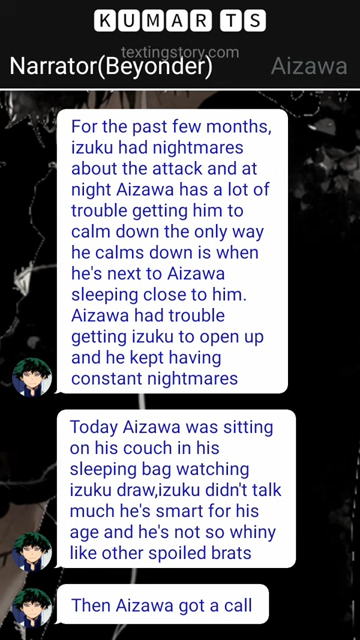 KUMAR TS
textingstory.com
Narrator(Beyonder) Aizawa
For the past few months,
izuku had nightmares
about the attack and at
night Aizawa has a lot of
trouble getting him to
calm down the only way
he calms down is when
he's next to Aizawa
sleeping close to him.
Aizawa had trouble
getting izuku to open up
and he kept having
constant nightmares
Today Aizawa was sitting
on his couch in his
sleeping bag watching
izuku draw,izuku didn't talk
much he's smart for his
age and he's not so whiny
like other spoiled brats
Then Aizawa got a call